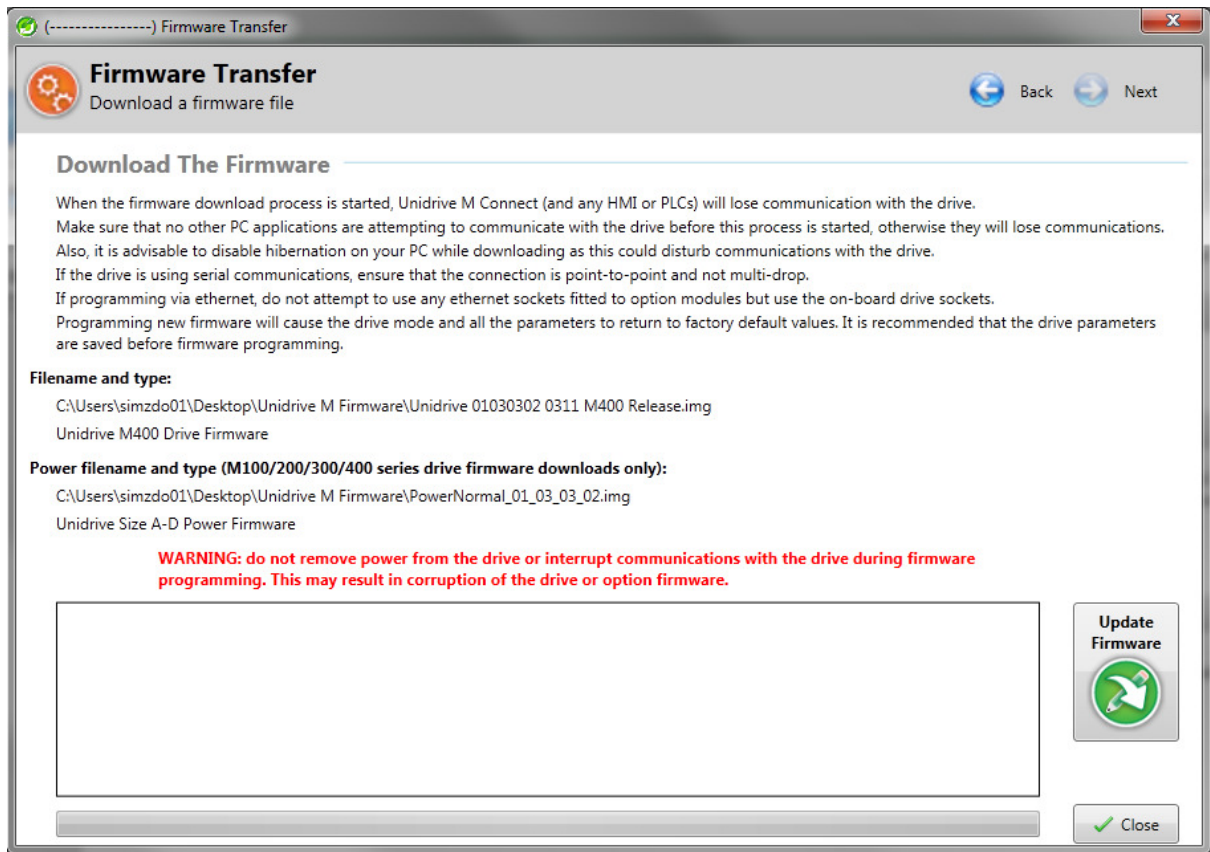 (----------------) Firmware Transfer
Firmware Transfer
Download a firmware file
Back
Next
Download The Firmware
When the firmware download process is started, Unidrive M Connect (and any HMI or PLCs) will lose communication with the drive.
Make sure that no other PC applications are attempting to communicate with the drive before this process is started, otherwise they will lose communications.
Also, it is advisable to disable hibernation on your PC while downloading as this could disturb communications with the drive.
If the drive is using serial communications, ensure that the connection is point-to-point and not multi-drop.
If programming via ethernet, do not attempt to use any ethernet sockets fitted to option modules but use the on-board drive sockets.
Programming new firmware will cause the drive mode and all the parameters to return to factory default values. It is recommended that the drive parameters
are saved before firmware programming.
Filename and type:
C:\Users\simzdo01\Desktop\Unidrive M Firmware\Unidrive 01030302 0311 M400 Release.img
Unidrive M400 Drive Firmware
Power filename and type (M100/200/300/400 series drive firmware downloads only):
C:\Users\simzdo01\Desktop\Unidrive M Firmware\PowerNormal_01_03_03_02.img
Unidrive Size A-D Power Firmware
WARNING: do not remove power from the drive or interrupt communications with the drive during firmware
programming. This may result in corruption of the drive or option firmware.
Update
Firmware
Close